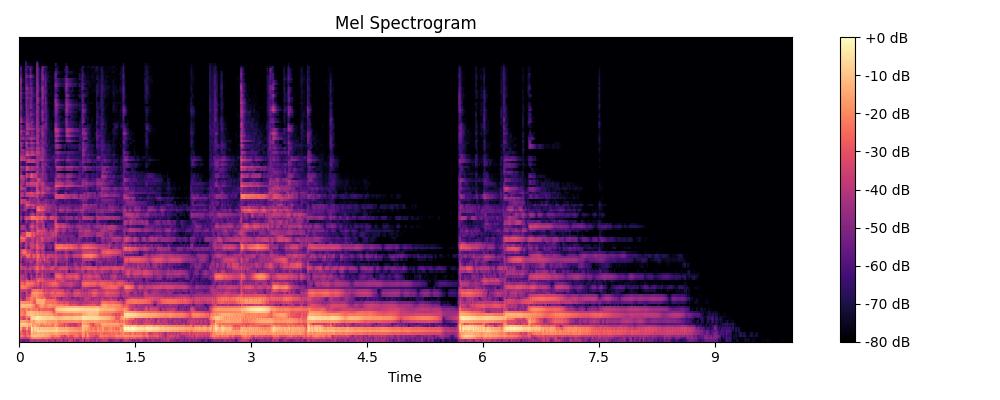 Mel Spectrogram
+0 dB
-10 dB
-20 dB
-30 dB
-40 dB
-50 dB
-60 dB
-70 dB
-80 dB
0 1.5 3 4.5 6 7.5 9
Time